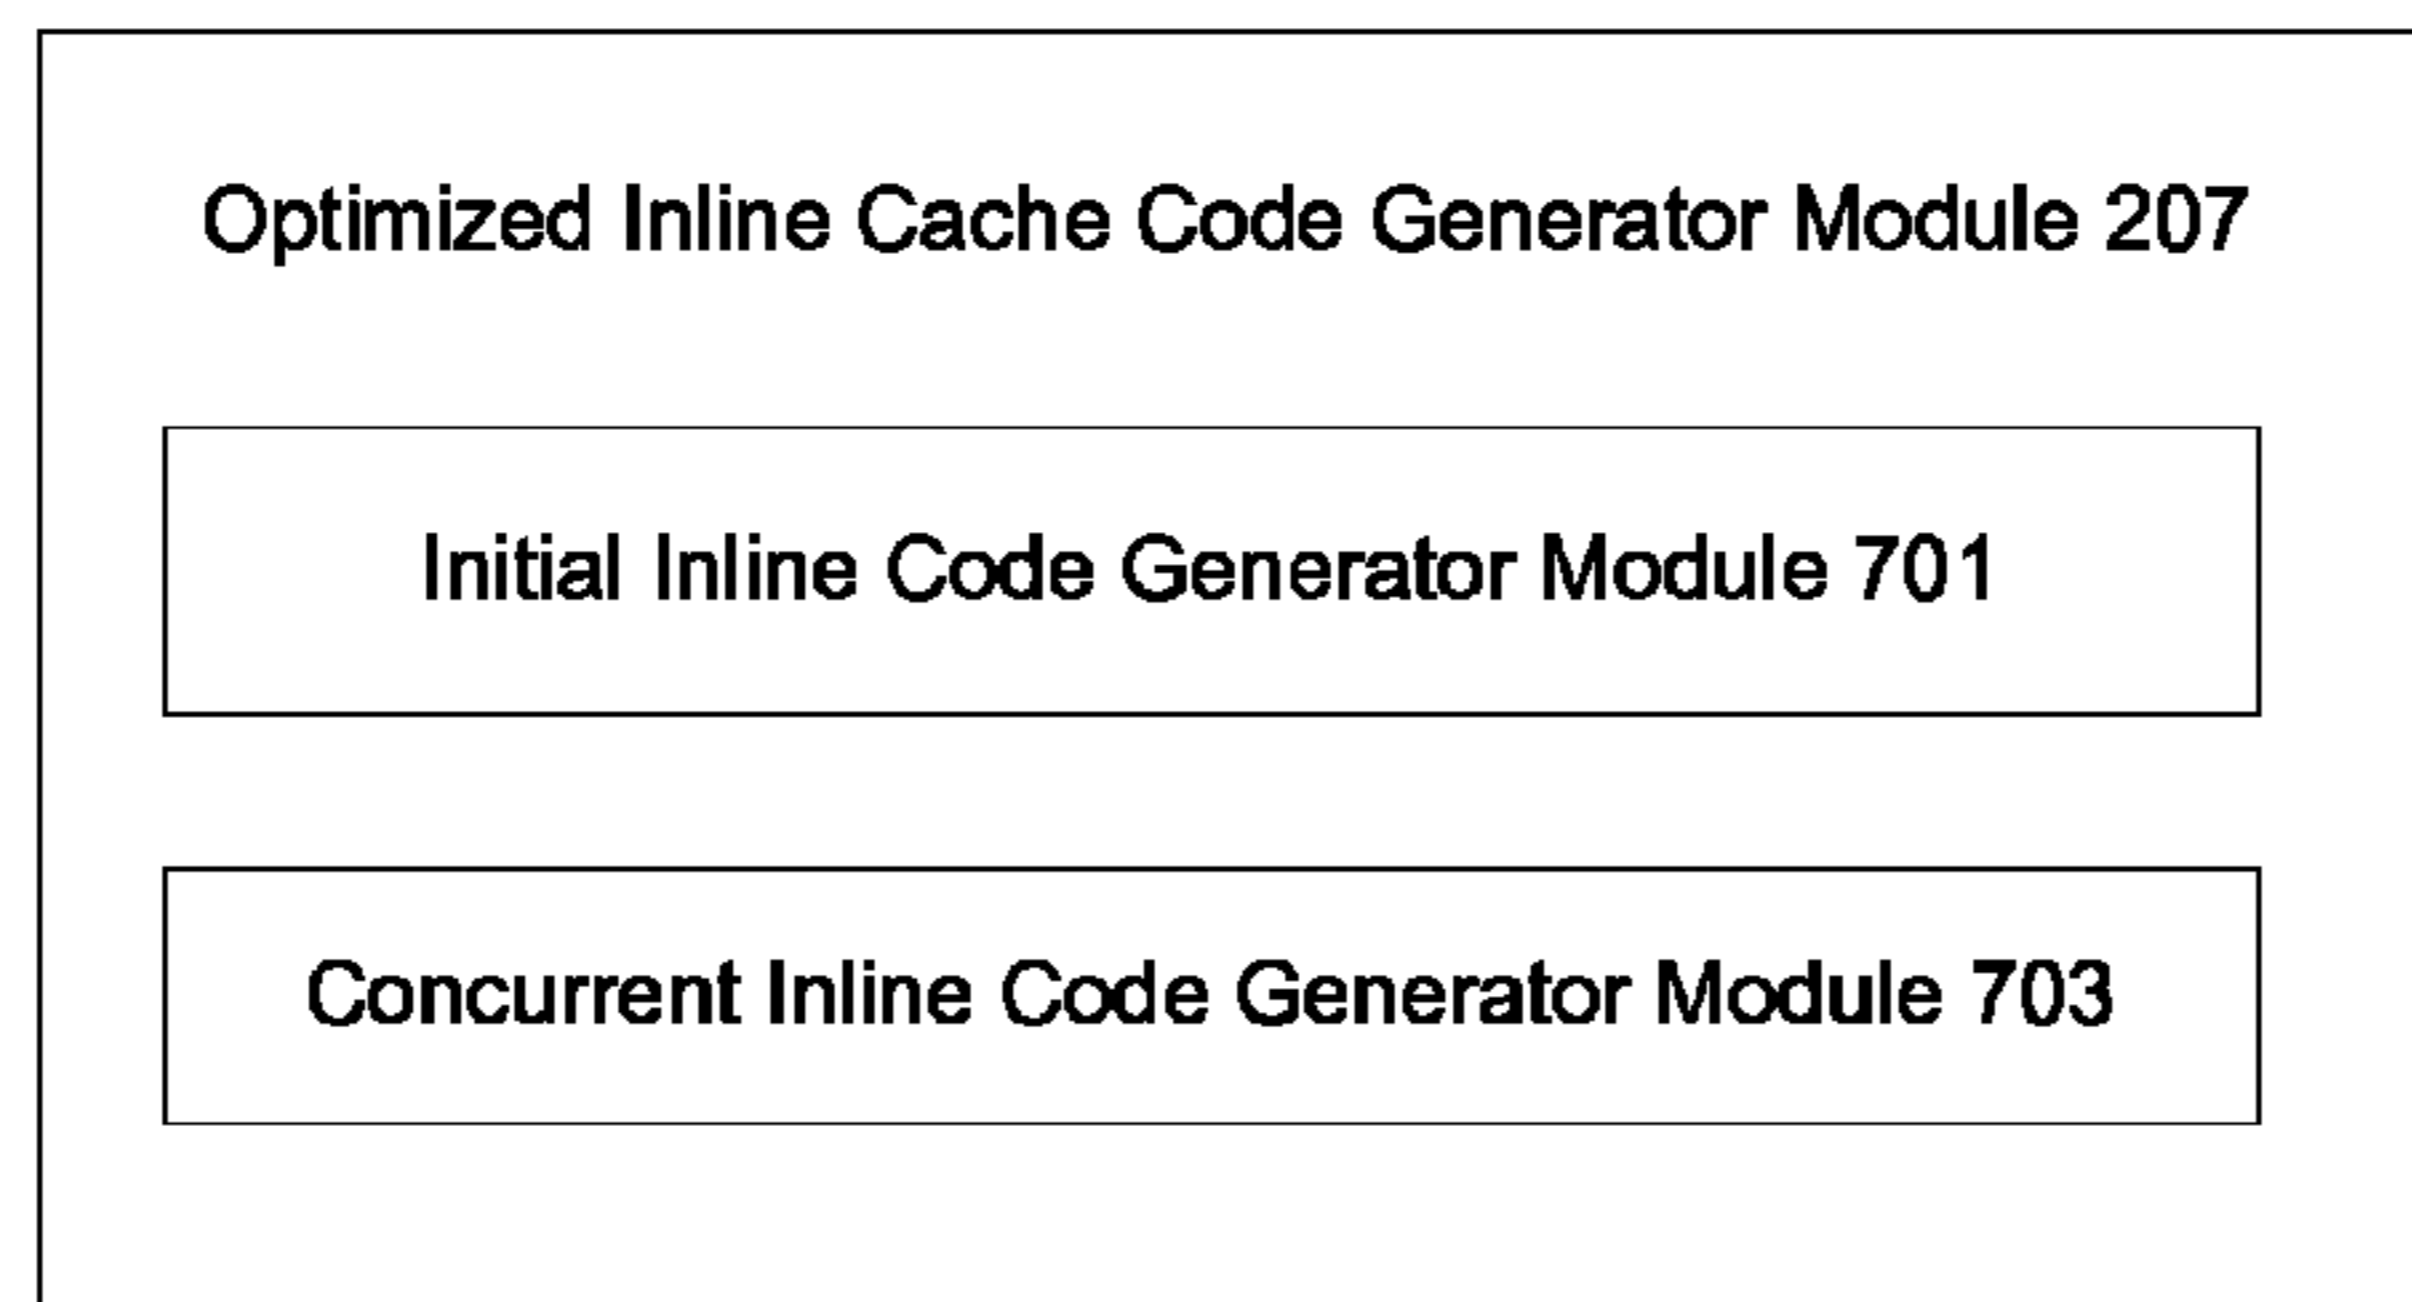 Optimized Inline Cache Code Generator Module 207
Initial Inline Code Generator Module 701
Concurrent Inline Code Generator Module 703